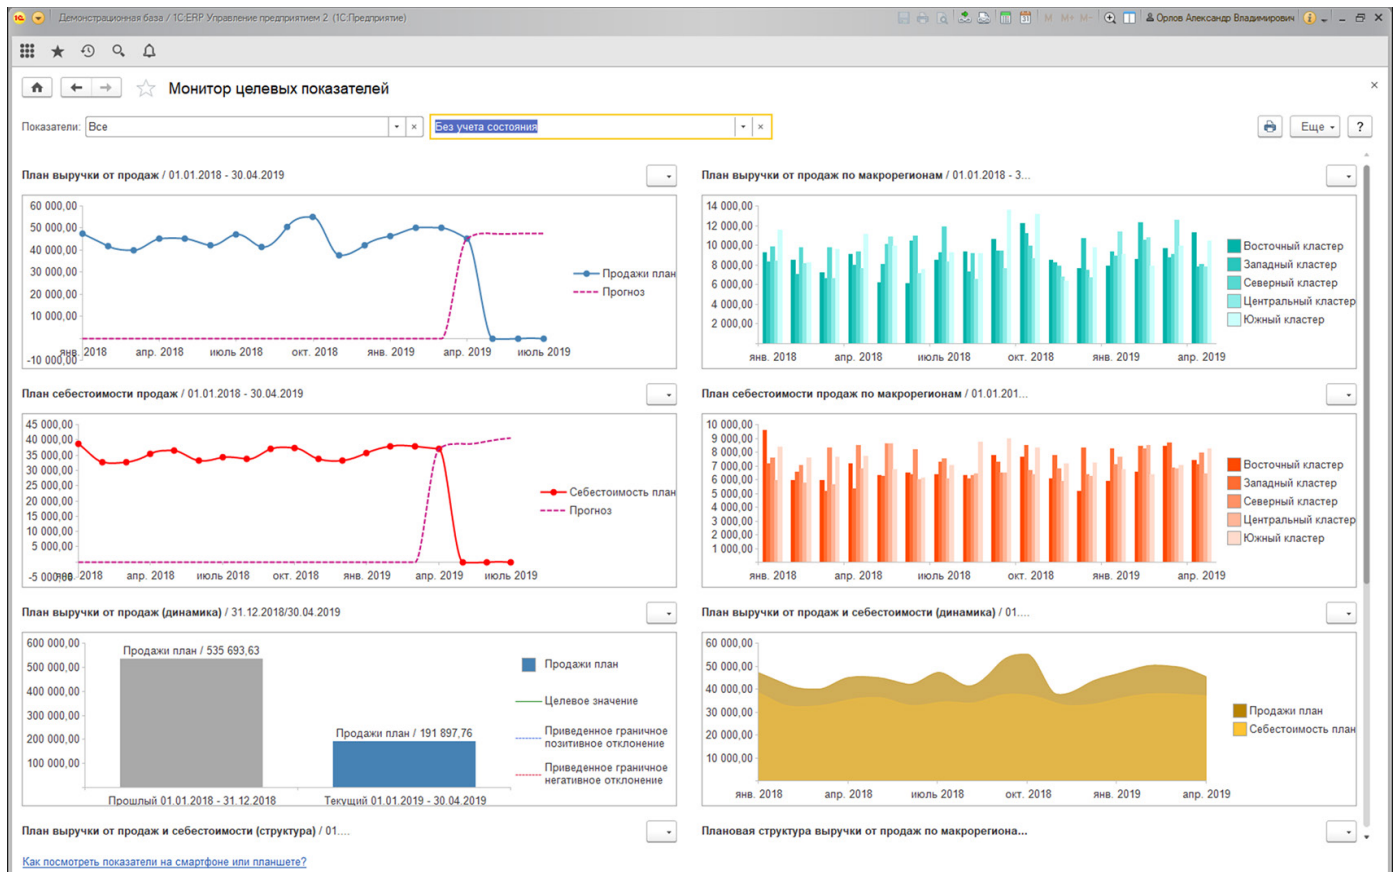 Демонстрационная база / 1С:ERP Управление предприятием 2 (1С:Предприятие)
M M+ M- Орлов Александр Владимирович
Монитор целевых показателей
Показатели: Все Без учета состояния Еще ?
План выручки от продаж / 01.01.2018 - 30.04.2019
60 000,00
50 000,00
40 000,00
30 000,00
20 000,00
10 000,00
-10 000,00
янв. 2018 апр. 2018 июль 2018 окт. 2018 янв. 2019 апр. 2019 июль 2019
Продажи план
Прогноз
План выручки от продаж по макрорегионам / 01.01.2018 - 3...
14 000,00
12 000,00
10 000,00
8 000,00
6 000,00
4 000,00
2 000,00
янв. 2018 апр. 2018 июль 2018 окт. 2018 янв. 2019 апр. 2019
Восточный кластер
Западный кластер
Северный кластер
Центральный кластер
Южный кластер
План себестоимости продаж / 01.01.2018 - 30.04.2019
45 000,00
40 000,00
35 000,00
30 000,00
25 000,00
20 000,00
15 000,00
10 000,00
5 000,00
-5 000,00
янв. 2018 апр. 2018 июль 2018 окт. 2018 янв. 2019 апр. 2019 июль 2019
Себестоимость план
Прогноз
План себестоимости продаж по макрорегионам / 01.01.201...
10 000,00
9 000,00
8 000,00
7 000,00
6 000,00
5 000,00
4 000,00
3 000,00
2 000,00
1 000,00
янв. 2018 апр. 2018 июль 2018 окт. 2018 янв. 2019 апр. 2019
Восточный кластер
Западный кластер
Северный кластер
Центральный кластер
Южный кластер
План выручки от продаж (динамика) / 31.12.2018/30.04.2019
600 000,00
500 000,00
400 000,00
300 000,00
200 000,00
100 000,00
Продажи план / 535 693,63
Продажи план / 191 897,76
Прошлый 01.01.2018 - 31.12.2018 Текущий 01.01.2019 - 30.04.2019
Продажи план
Целевое значение
Приведенное граничное
позитивное отклонение
Приведенное граничное
негативное отклонение
План выручки от продаж и себестоимости (динамика) / 01....
60 000,00
50 000,00
40 000,00
30 000,00
20 000,00
10 000,00
янв. 2018 апр. 2018 июль 2018 окт. 2018 янв. 2019 апр. 2019
Продажи план
Себестоимость план
План выручки от продаж и себестоимости (структура) / 01....
Плановая структура выручки от продаж по макрорегиона...
Как посмотреть показатели на смартфоне или планшете?